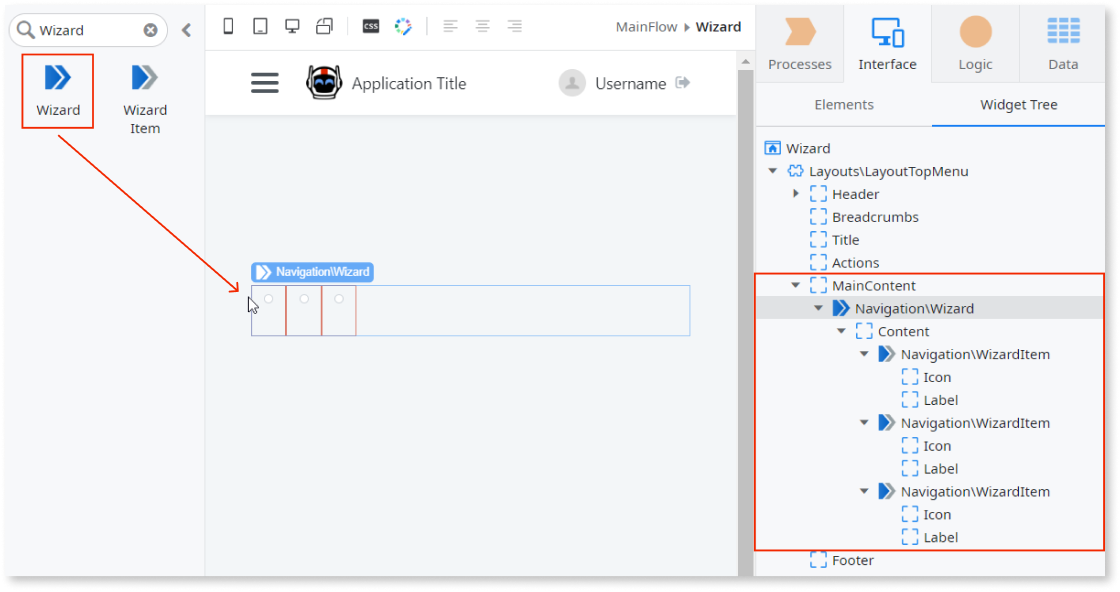 Wizard
Wizard
Wizard
Item
CSS
MainFlow Wizard
Application Title
Username
Navigation\Wizard
Processes
Interface
Logic
Data
Elements
Widget Tree
Wizard
Layouts\LayoutTopMenu
Header
Breadcrumbs
Title
Actions
MainContent
Navigation\Wizard
Content
Navigation\WizardItem
Icon
Label
Navigation\WizardItem
Icon
Label
Navigation\WizardItem
Icon
Label
Footer